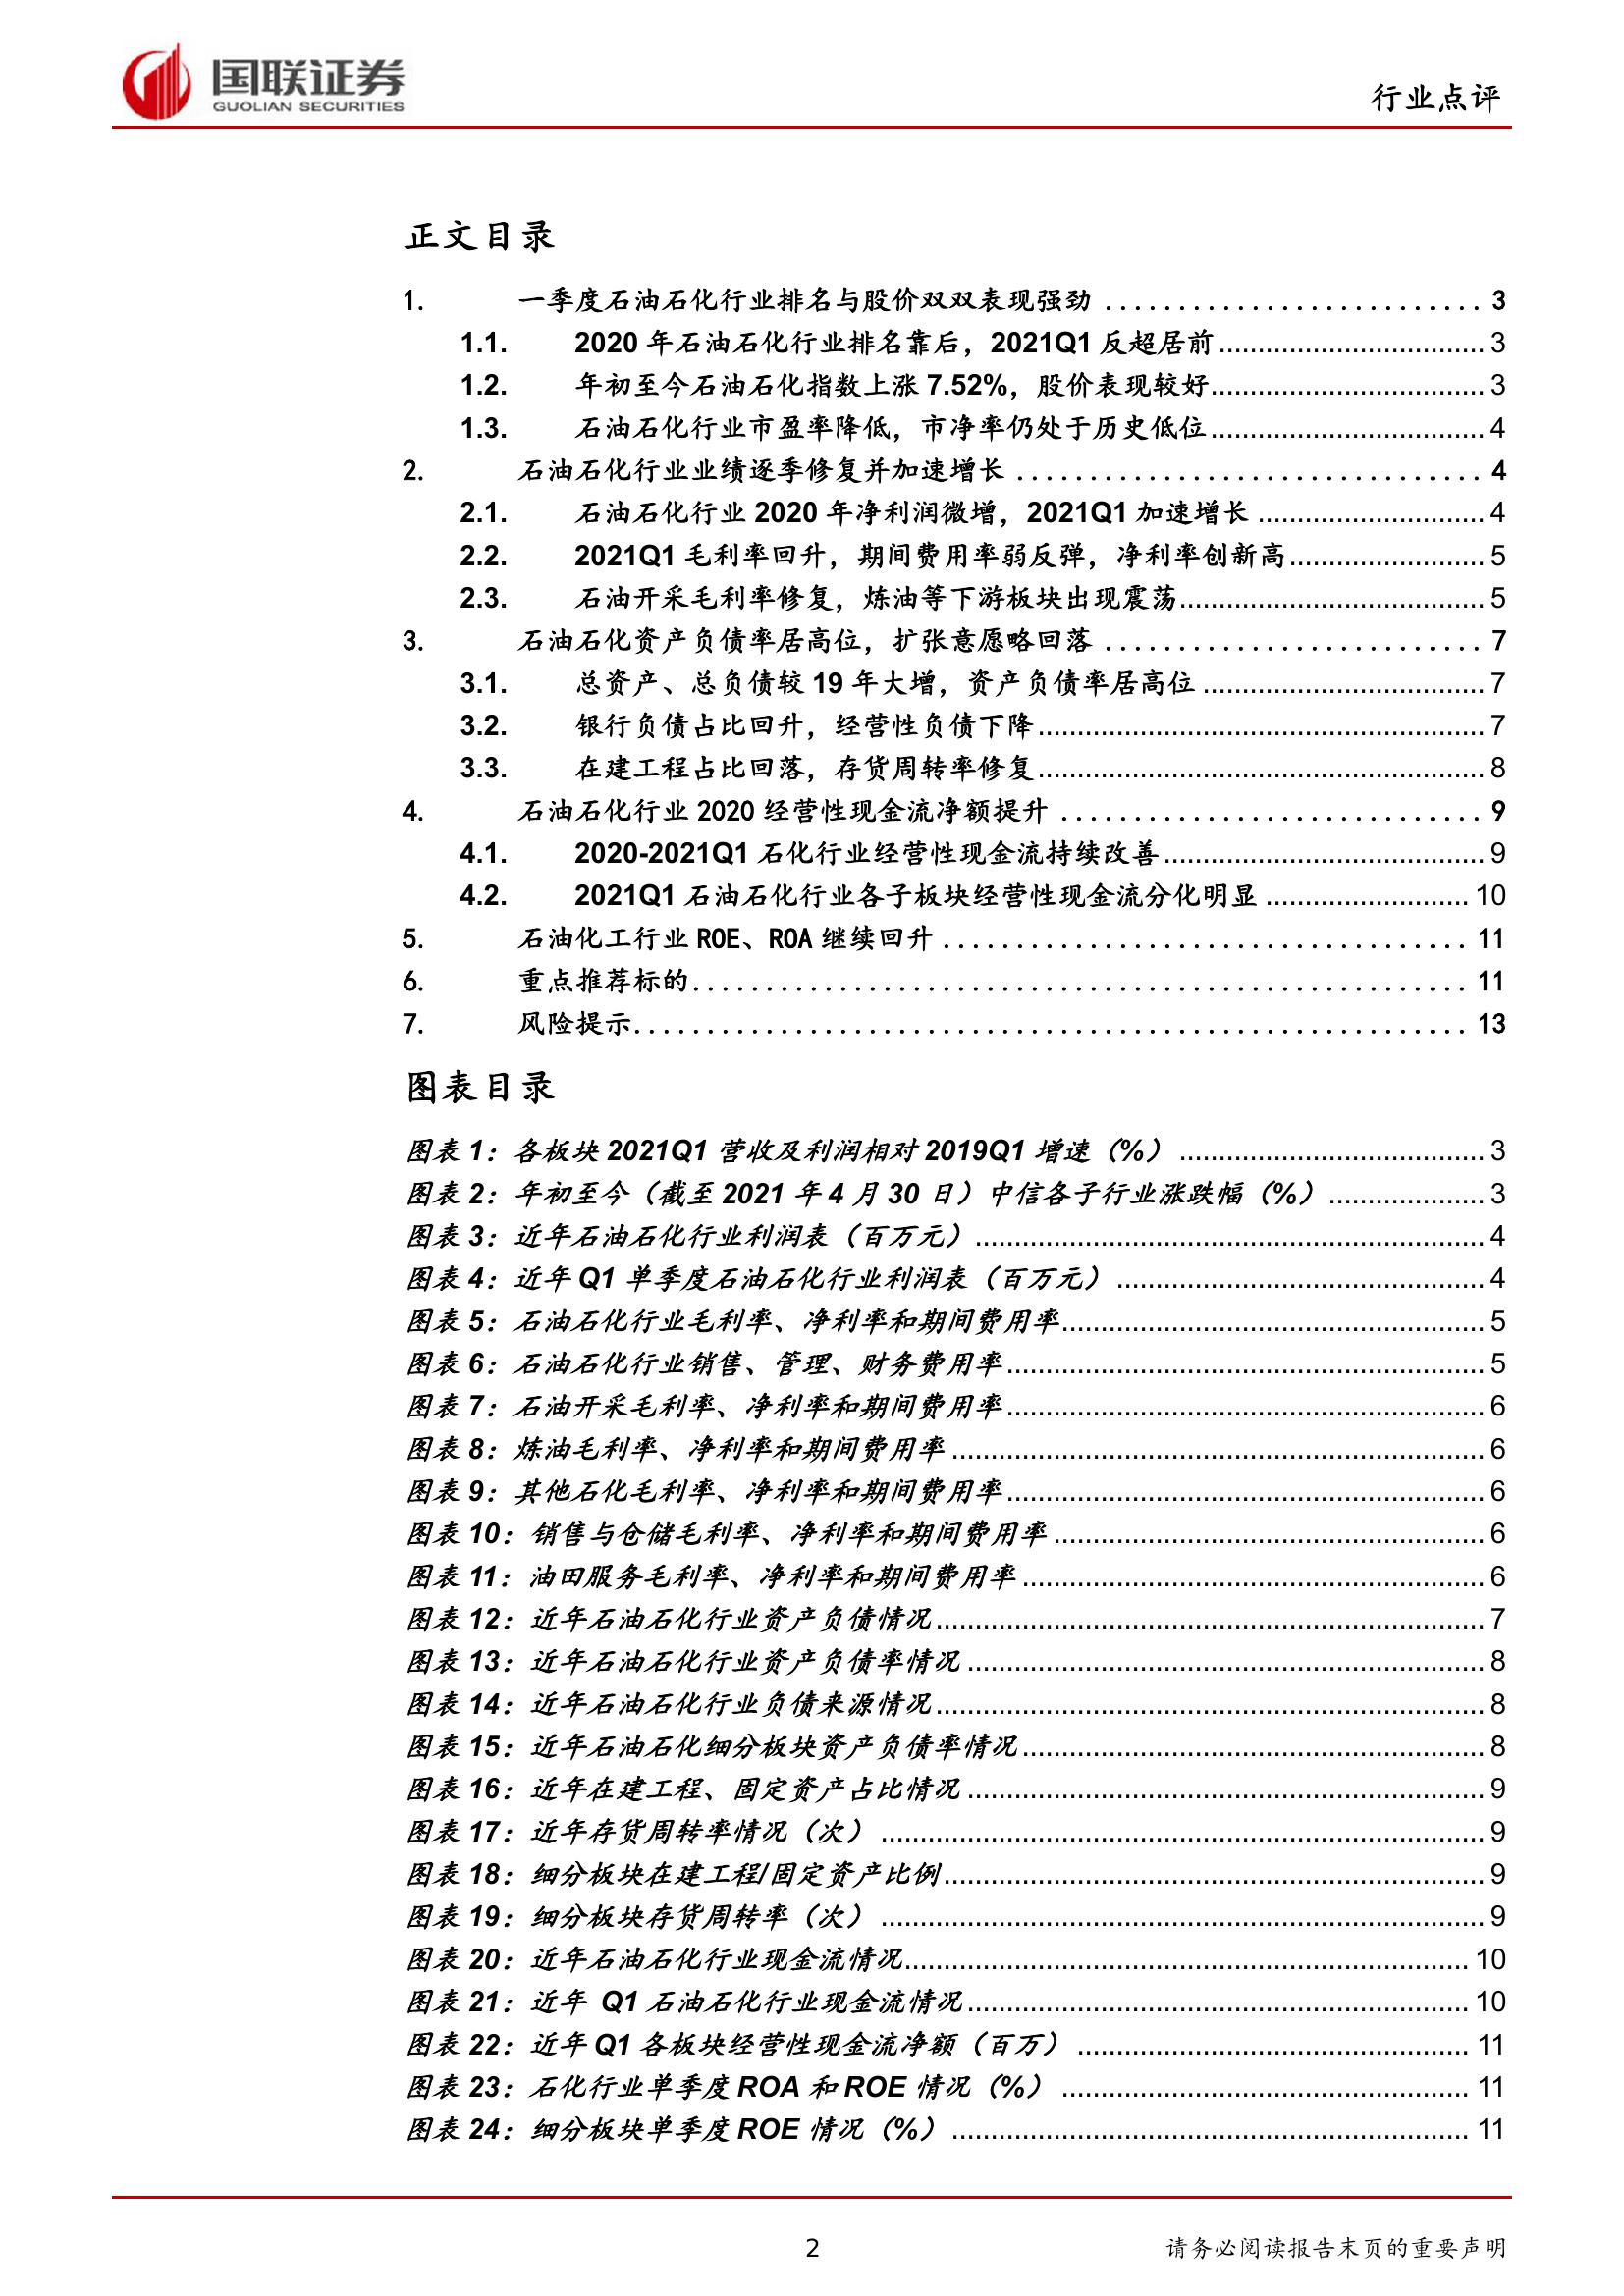 国联证券
GUOLIAN SECURITIES
行业点评
正文目录
1. 一季度石油石化行业排名与股价双双表现强劲 .......................... 3
1.1. 2020 年石油石化行业排名靠后，2021Q1 反超居前.................................. 3
1.2. 年初至今石油石化指数上涨 7.52%，股价表现较好................................... 3
1.3. 石油石化行业市盈率降低，市净率仍处于历史低位................................... 4
2. 石油石化行业业绩逐季修复并加速增长 ................................ 4
2.1. 石油石化行业 2020 年净利润微增，2021Q1 加速增长 ............................. 4
2.2. 2021Q1 毛利率回升，期间费用率弱反弹，净利率创新高......................... 5
2.3. 石油开采毛利率修复，炼油等下游板块出现震荡....................................... 5
3. 石油石化资产负债率居高位，扩张意愿略回落 .......................... 7
3.1. 总资产、总负债较 19 年大增，资产负债率居高位 .................................... 7
3.2. 银行负债占比回升，经营性负债下降......................................................... 7
3.3. 在建工程占比回落，存货周转率修复......................................................... 8
4. 石油石化行业 2020 经营性现金流净额提升 ............................. 9
4.1. 2020-2021Q1 石化行业经营性现金流持续改善......................................... 9
4.2. 2021Q1 石油石化行业各子板块经营性现金流分化明显 .......................... 10
5. 石油化工行业 ROE、ROA 继续回升 .................................... 11
6. 重点推荐标的..................................................... 11
7. 风险提示......................................................... 13
图表目录
图表 1：各板块 2021Q1 营收及利润相对 2019Q1 增速（%） ....................................... 3
图表 2：年初至今（截至 2021 年 4 月 30 日）中信各子行业涨跌幅（%） .................... 3
图表 3：近年石油石化行业利润表（百万元）................................................................. 4
图表 4：近年 Q1 单季度石油石化行业利润表（百万元） ............................................... 4
图表 5：石油石化行业毛利率、净利率和期间费用率...................................................... 5
图表 6：石油石化行业销售、管理、财务费用率............................................................. 5
图表 7：石油开采毛利率、净利率和期间费用率............................................................. 6
图表 8：炼油毛利率、净利率和期间费用率 .................................................................... 6
图表 9：其他石化毛利率、净利率和期间费用率............................................................. 6
图表 10：销售与仓储毛利率、净利率和期间费用率 ....................................................... 6
图表 11：油田服务毛利率、净利率和期间费用率 ........................................................... 6
图表 12：近年石油石化行业资产负债情况...................................................................... 7
图表 13：近年石油石化行业资产负债率情况 .................................................................. 8
图表 14：近年石油石化行业负债来源情况...................................................................... 8
图表 15：近年石油石化细分板块资产负债率情况........................................................... 8
图表 16：近年在建工程、固定资产占比情况 .................................................................. 9
图表 17：近年存货周转率情况（次） ............................................................................. 9
图表 18：细分板块在建工程/固定资产比例..................................................................... 9
图表 19：细分板块存货周转率（次） ............................................................................. 9
图表 20：近年石油石化行业现金流情况........................................................................ 10
图表 21：近年 Q1 石油石化行业现金流情况................................................................. 10
图表 22：近年 Q1 各板块经营性现金流净额（百万） .................................................. 11
图表 23：石化行业单季度 ROA 和 ROE 情况（%） .................................................... 11
图表 24：细分板块单季度 ROE 情况（%） .................................................................. 11
2
请务必阅读报告末页的重要声明